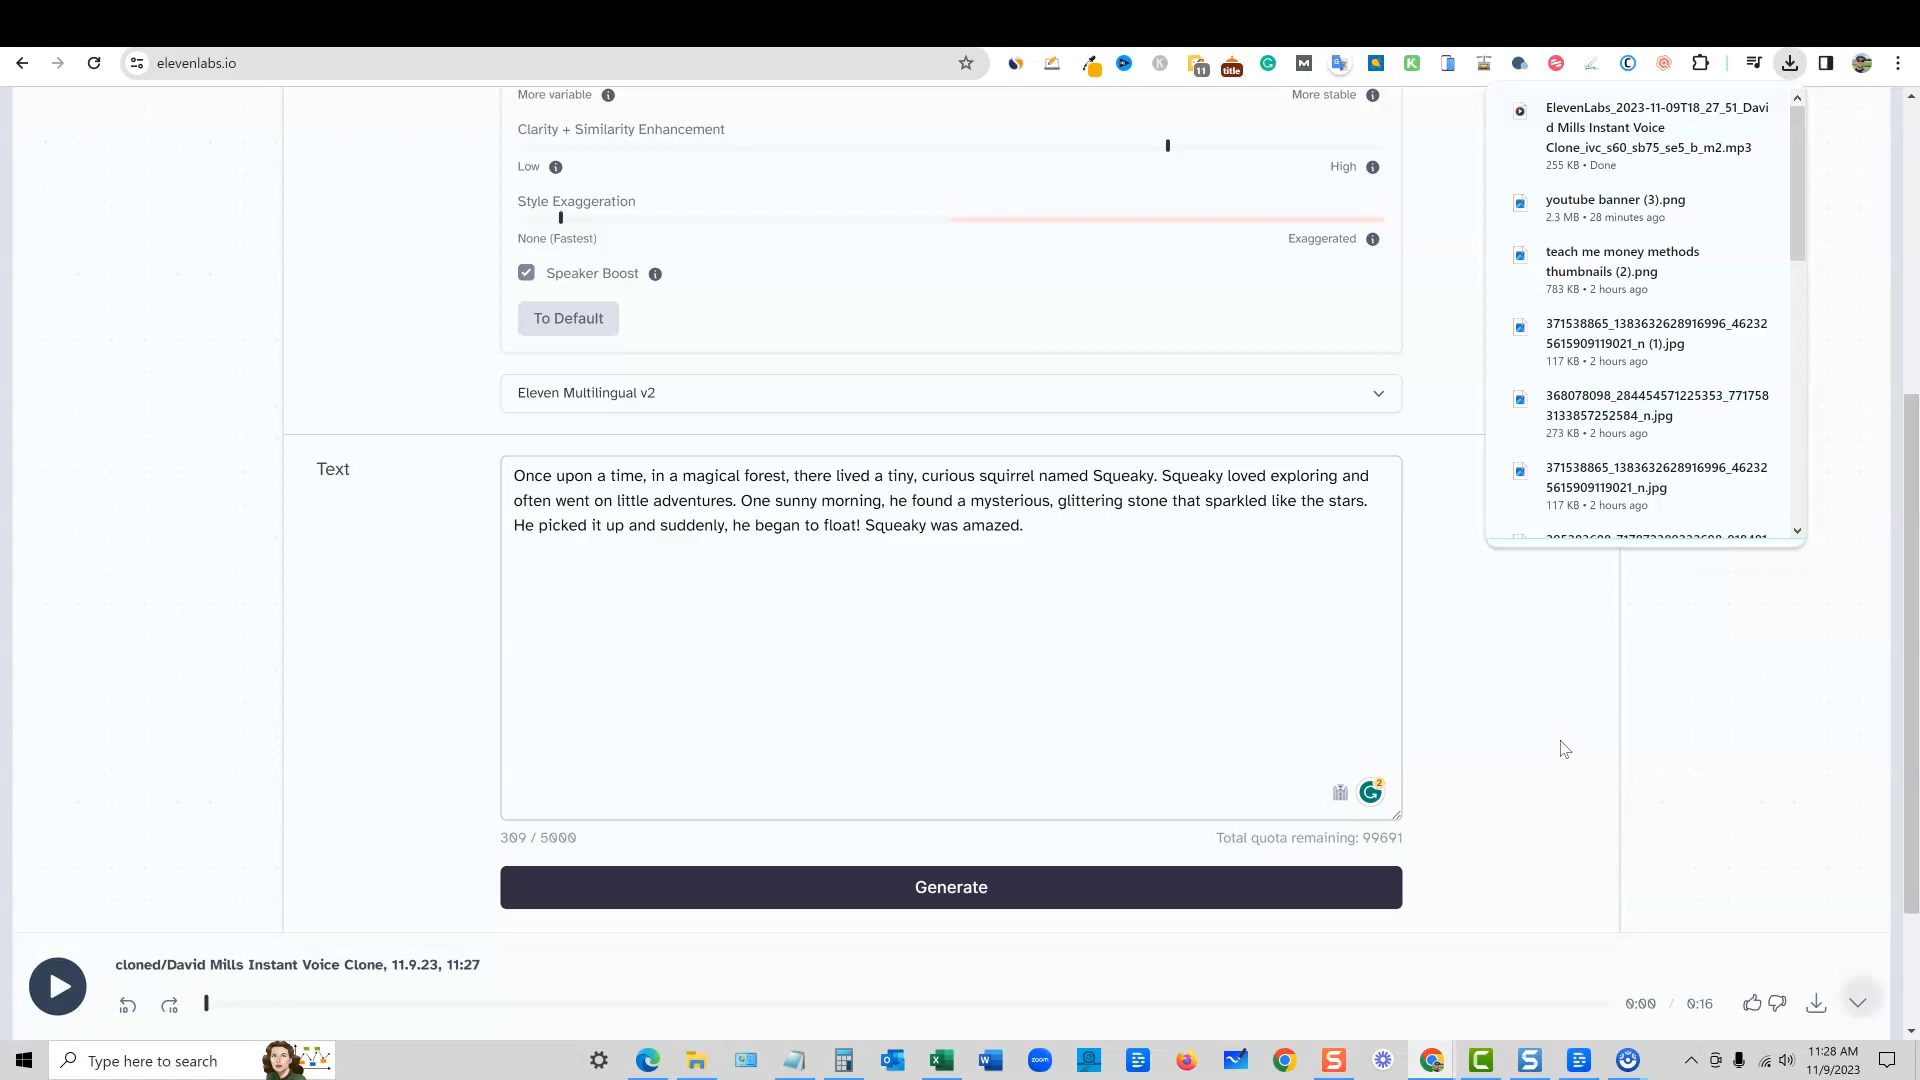 elevenlabs.io
11
title
More variable
More stable
Clarity + Similarity Enhancement
Low
High
Style Exaggeration
None (Fastest)
Exaggerated
Speaker Boost
To Default
Eleven Multilingual v2
Text
Once upon a time, in a magical forest, there lived a tiny, curious squirrel named Squeaky. Squeaky loved exploring and
often went on little adventures. One sunny morning, he found a mysterious, glittering stone that sparkled like the stars.
He picked it up and suddenly, he began to float! Squeaky was amazed.
2
309 / 5000
Total quota remaining: 99691
Generate
ElevenLabs_2023-11-09T18_27_51_Davi
d Mills Instant Voice
Clone_ivc_s60_sb75_se5_b_m2.mp3
255 KB • Done
youtube banner (3).png
2.3 MB • 28 minutes ago
teach me money methods
thumbnails (2).png
783 KB • 2 hours ago
371538865_1383632628916996_46232
5615909119021_n (1).jpg
117 KB • 2 hours ago
368078098_284454571225353_771758
3133857252584_n.jpg
273 KB • 2 hours ago
371538865_1383632628916996_46232
5615909119021_n.jpg
117 KB • 2 hours ago
cloned/David Mills Instant Voice Clone, 11.9.23, 11:27
10
10
0:00 / 0:16
Type here to search
zoom
11:28 AM
11/9/2023